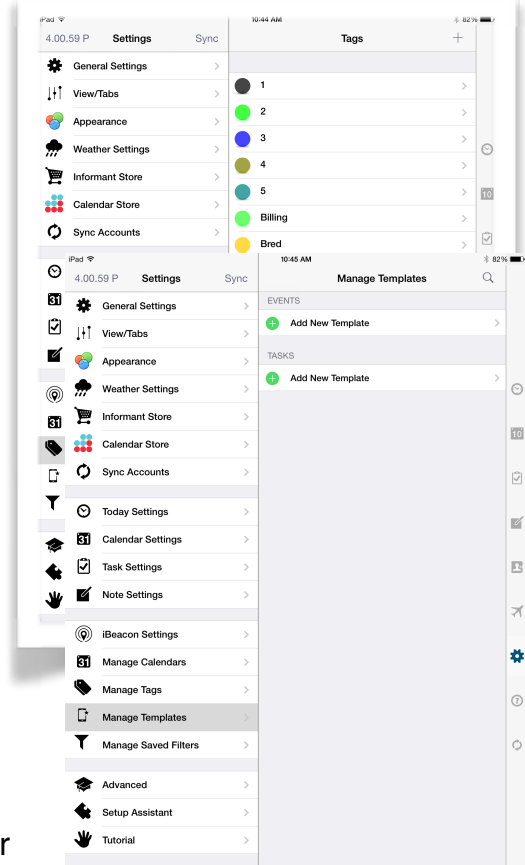 iPad 10:44 AM 82%
4.00.59 P Settings Sync Tags +
General Settings
View/Tabs
Appearance
Weather Settings
Informant Store
Calendar Store
Sync Accounts
1
2
3
4
5
Billing
Bred
10
31
31
iPad 10:45 AM 82%
4.00.59 P Settings Sync Manage Templates
General Settings
View/Tabs
Appearance
Weather Settings
Informant Store
Calendar Store
Sync Accounts
Today Settings
31 Calendar Settings
Task Settings
Note Settings
iBeacon Settings
31 Manage Calendars
Manage Tags
Manage Templates
Manage Saved Filters
Advanced
Setup Assistant
Tutorial
EVENTS
Add New Template
TASKS
Add New Template
10
?
r